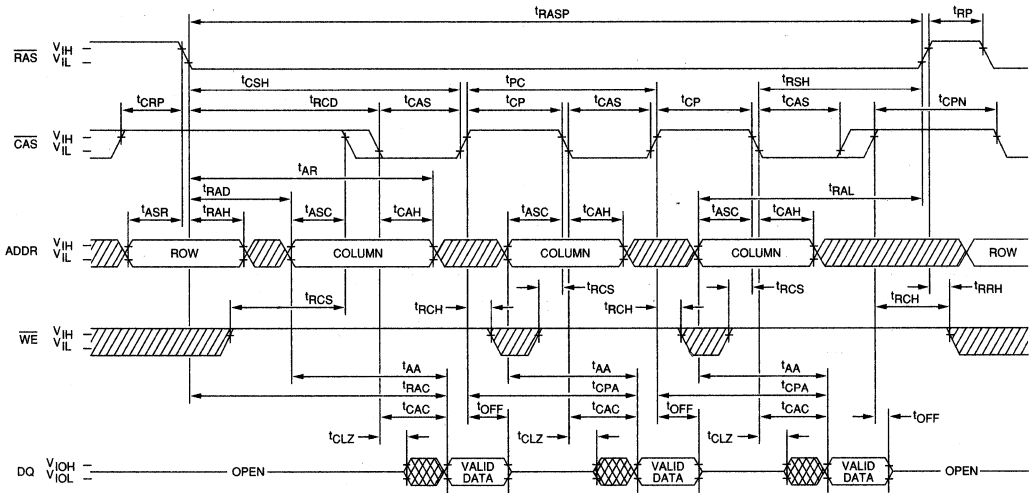 tRASP tRP
RAS VIH VIL
tCSH tPC tRSH
tCRP tRCD tCAS tCP tCAS tCP tCAS tCPN
CAS VIH VIL
tAR
tRAD tRAL
tASR tRAH tASC tCAH tASC tCAH tASC tCAH
ADDR VIH VIL ROW COLUMN COLUMN COLUMN ROW
tRCS tRCH tRCS tRCH tRCS tRCH tRRH
WE VIH VIL
tAA tAA tAA
tRAC tCPA tCPA
tCAC tOFF tCAC tOFF tCAC tOFF
tCLZ tCLZ tCLZ
DQ VIOH VIOL OPEN VALID DATA VALID DATA VALID DATA OPEN